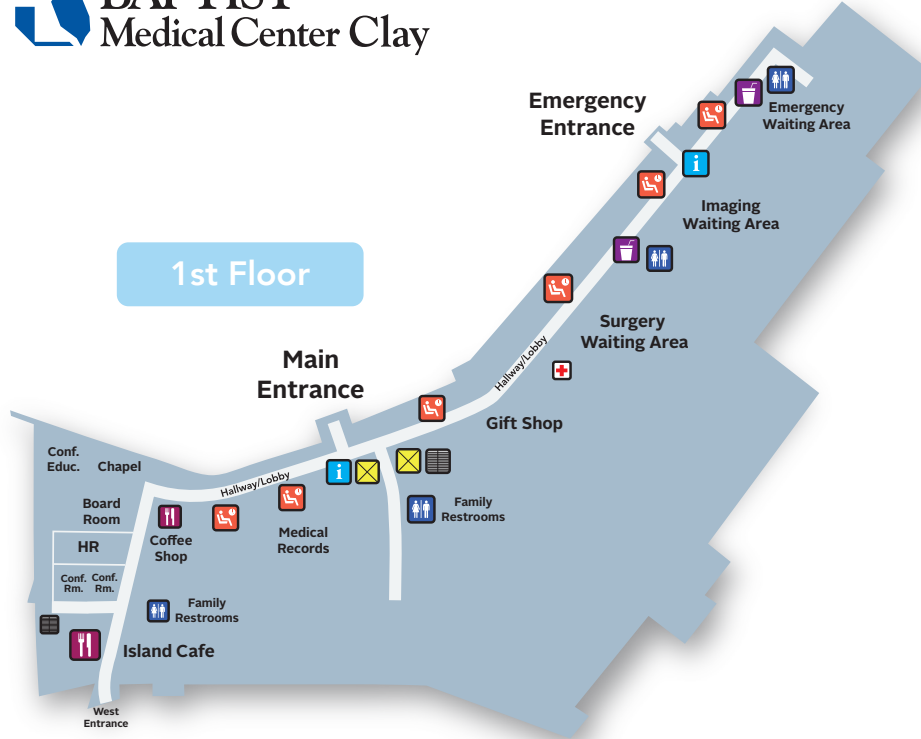 BAPTIST
Medical Center Clay
Emergency
Entrance
Emergency
Waiting Area
i
Imaging
Waiting Area
1st Floor
Surgery
Waiting Area
Hallway/Lobby
Main
Entrance
Gift Shop
Conf.
Educ.
Chapel
Hallway/Lobby
i
Board
Room
Family
Restrooms
HR
Coffee
Shop
Medical
Records
Conf.
Rm.
Conf.
Rm.
Family
Restrooms
Island Cafe
West
Entrance